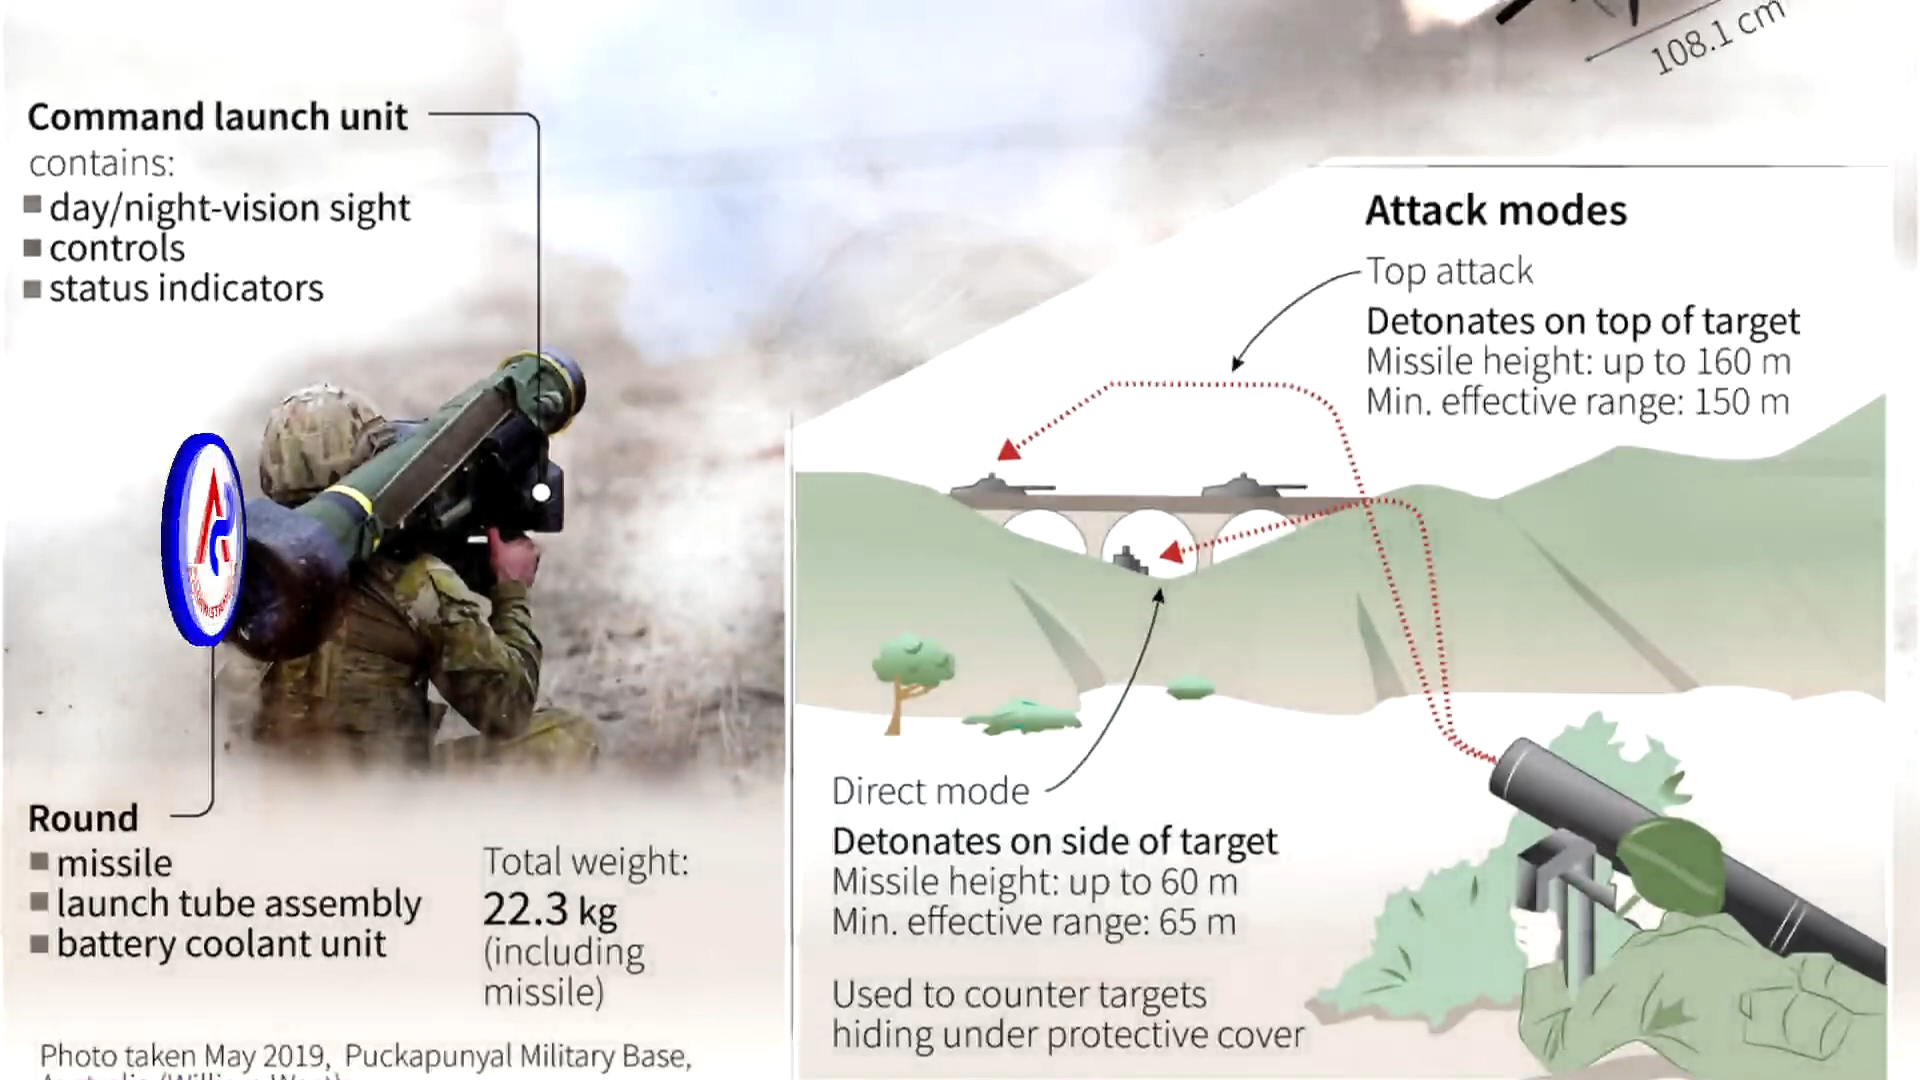 108.1 cm
Command launch unit
contains:
day/night-vision sight
controls
status indicators
Attack modes
Top attack
Detonates on top of target
Missile height: up to 160 m
Min. effective range: 150 m
Round
missile
launch tube assembly
battery coolant unit
Total weight:
22.3 kg
(including
missile)
Direct mode
Detonates on side of target
Missile height: up to 60 m
Min. effective range: 65 m
Used to counter targets
hiding under protective cover
Photo taken May 2019, Puckapunyal Military Base,
Australia (William West)